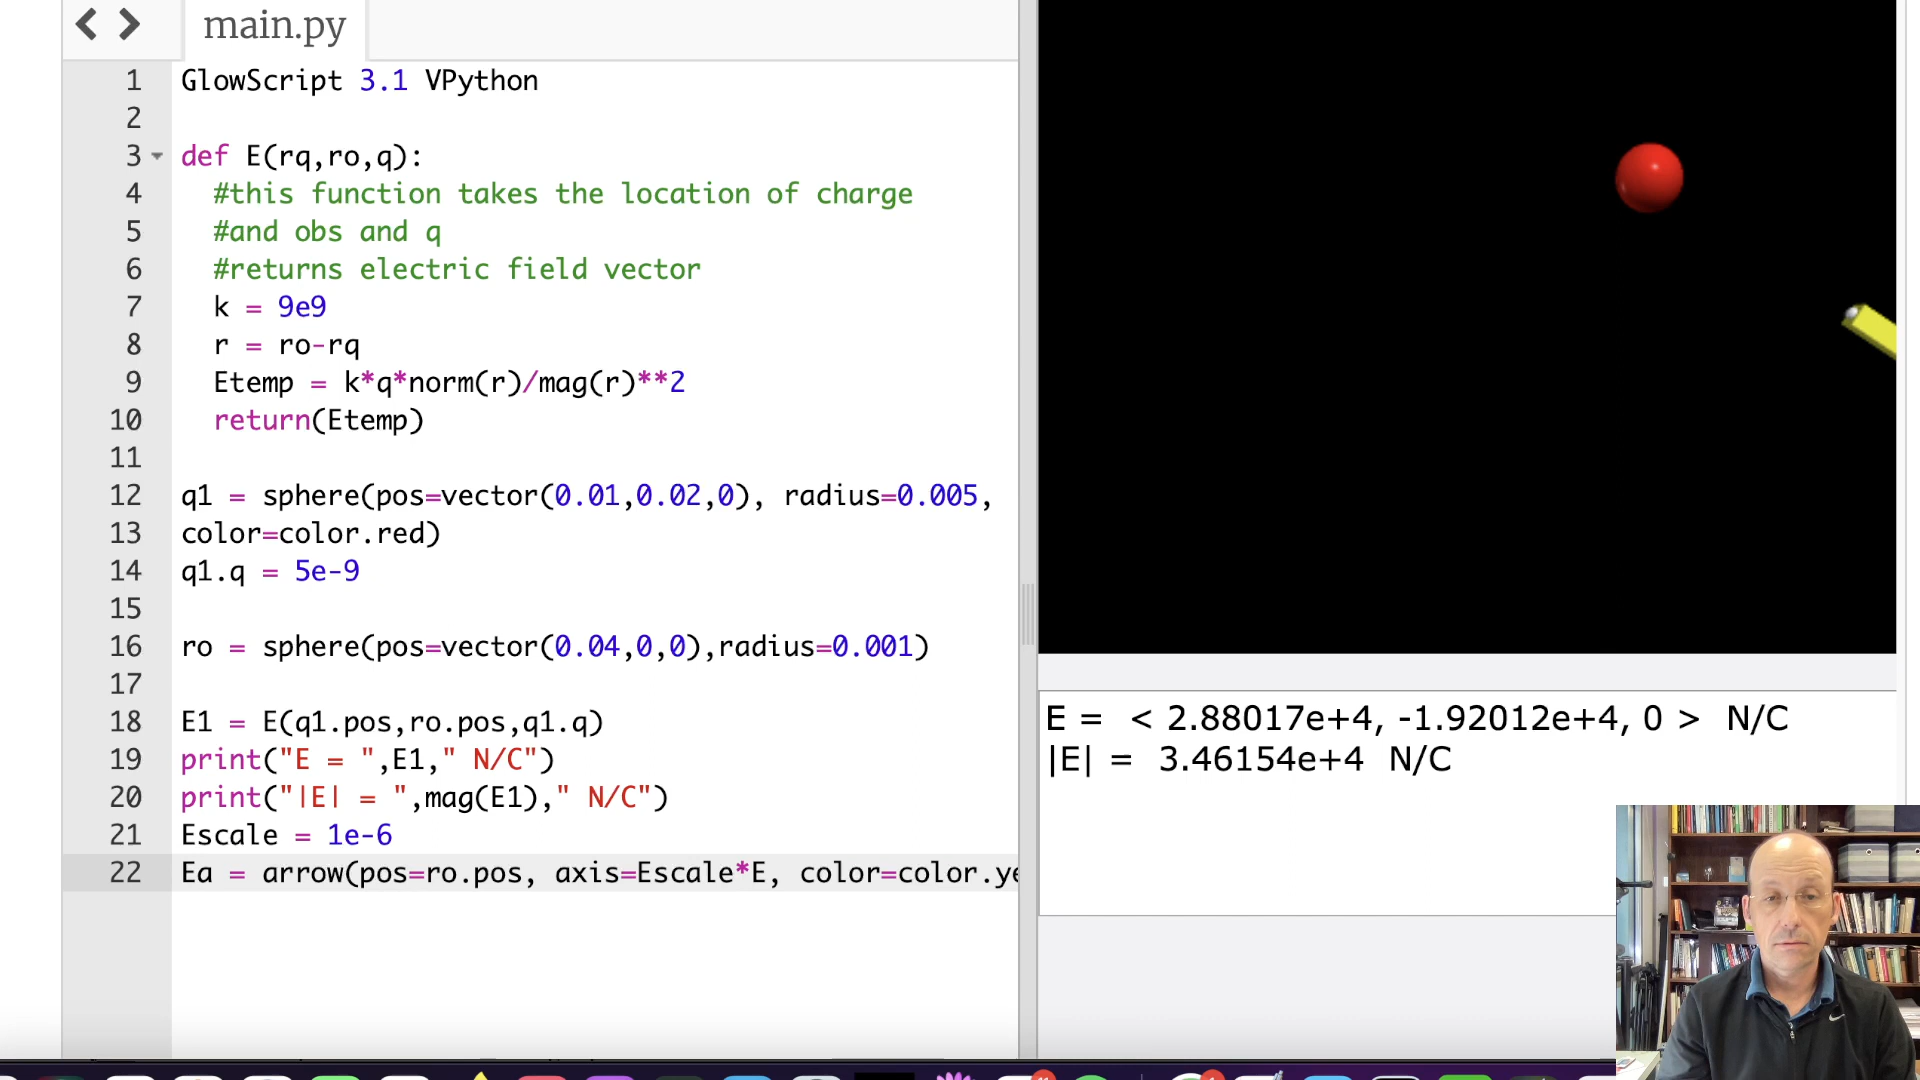 main.py
1 GlowScript 3.1 VPython
2
3 def E(rq,ro,q):
4 #this function takes the location of charge
5 #and obs and q
6 #returns electric field vector
7 k = 9e9
8 r = ro-rq
9 Etemp = k*q*norm(r)/mag(r)**2
10 return(Etemp)
11
12 q1 = sphere(pos=vector(0.01,0.02,0), radius=0.005,
13 color=color.red)
14 q1.q = 5e-9
15
16 ro = sphere(pos=vector(0.04,0,0),radius=0.001)
17
18 E1 = E(q1.pos,ro.pos,q1.q)
19 print("E = ",E1," N/C")
20 print("|E| = ",mag(E1)," N/C")
21 Escale = 1e-6
22 Ea = arrow(pos=ro.pos, axis=Escale*E, color=color.ye
E = < 2.88017e+4, -1.92012e+4, 0 > N/C
|E| = 3.46154e+4 N/C